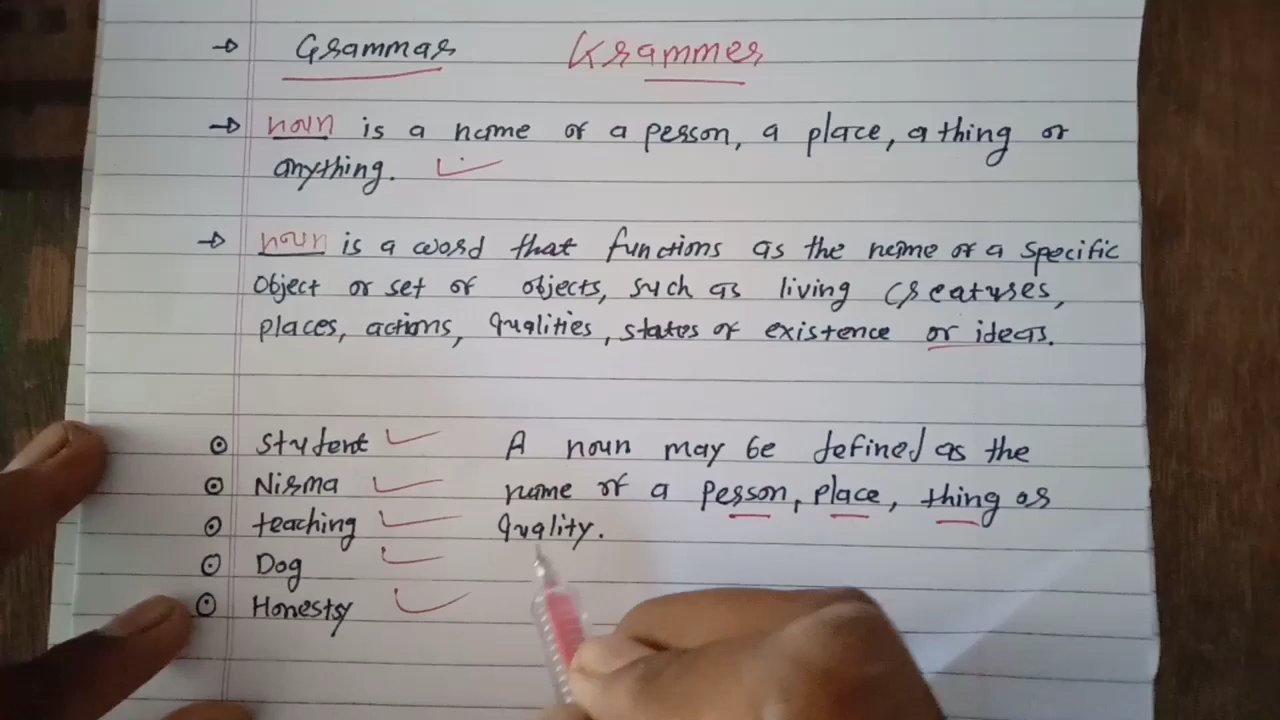 → Grammar Krammer
→ noun is a name of a person, a place, a thing or
anything.
→ noun is a word that functions as the name of a specific
object or set of objects, such as living creatures,
places, actions, qualities, states of existence or ideas.
Student
Nirma
teaching
Dog
Honesty
A noun may be defined as the
name of a person, place, thing or
quality.